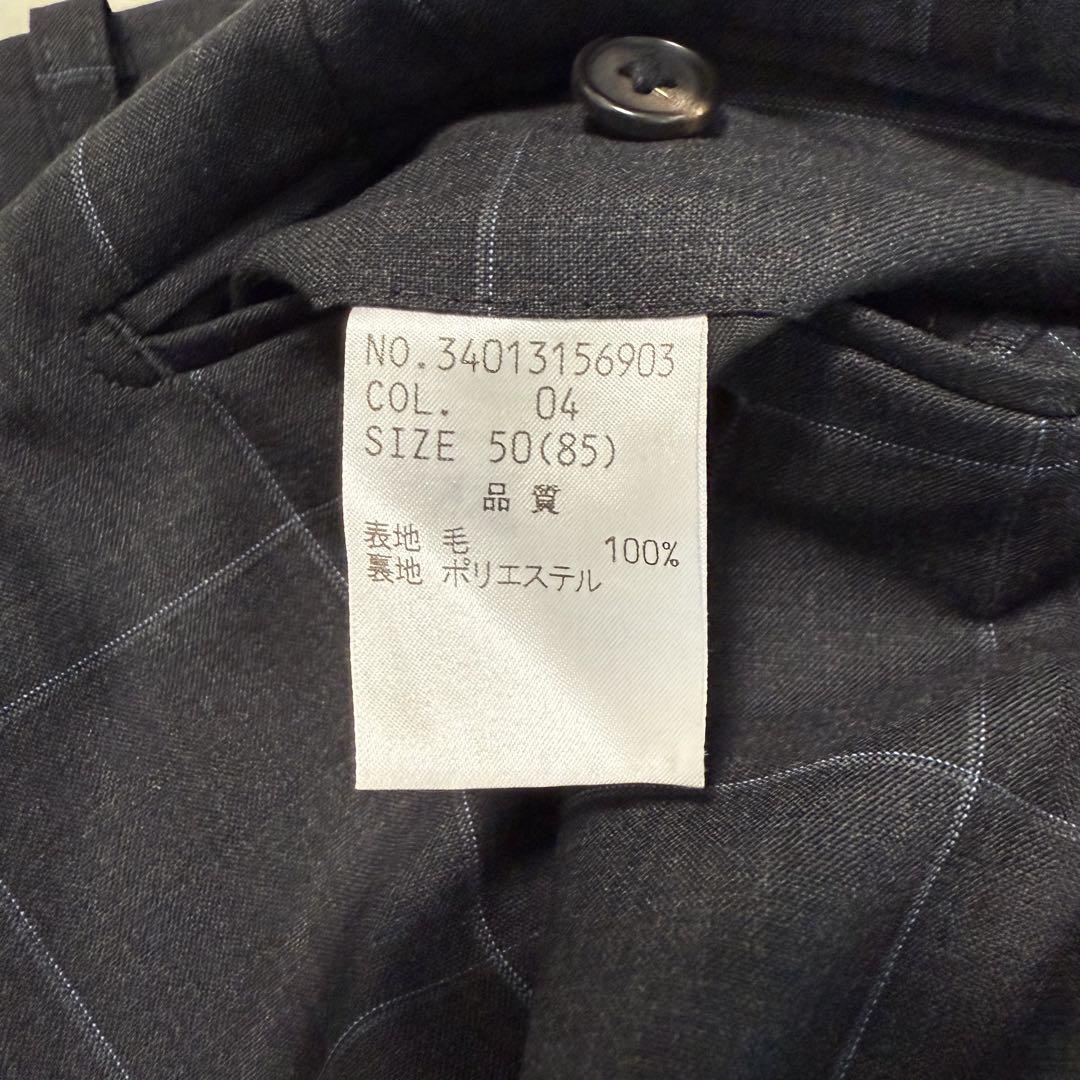 NO.34013156903
COL. 04
SIZE 50(85)
品質
表地 毛 100%
裏地 ポリエステル